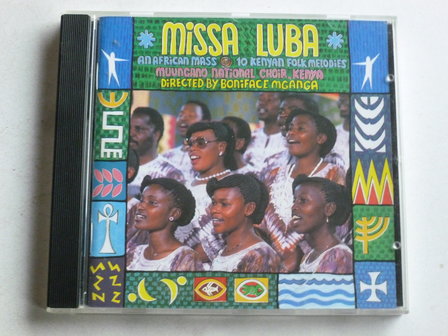 MiSSA LUBA
AN AFRICAN MASS 10 KENYAN FOLK MELODIES
MUUNGANO NATIONAL CHOIR, KENYA
DiRECTED BY BONiFACE MGANGA